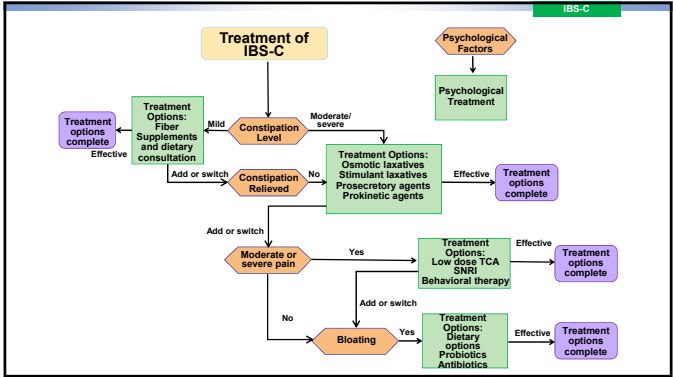 IBS-C
Treatment of
IBS-C
Psychological
Factors
Psychological
Treatment
Treatment
options
complete
Effective
Treatment
Options:
Fiber
Supplements
and dietary
consultation
Mild
Constipation
Level
Moderate/
severe
Add or switch
Constipation
Relieved
No
Treatment Options:
Osmotic laxatives
Stimulant laxatives
Prosecretory agents
Prokinetic agents
Effective
Treatment
options
complete
Add or switch
Moderate or
severe pain
Yes
Treatment
Options:
Low dose TCA
SNRI
Behavioral therapy
Effective
Treatment
options
complete
Add or switch
No
Bloating
Yes
Treatment
Options:
Dietary
options
Probiotics
Antibiotics
Effective
Treatment
options
complete